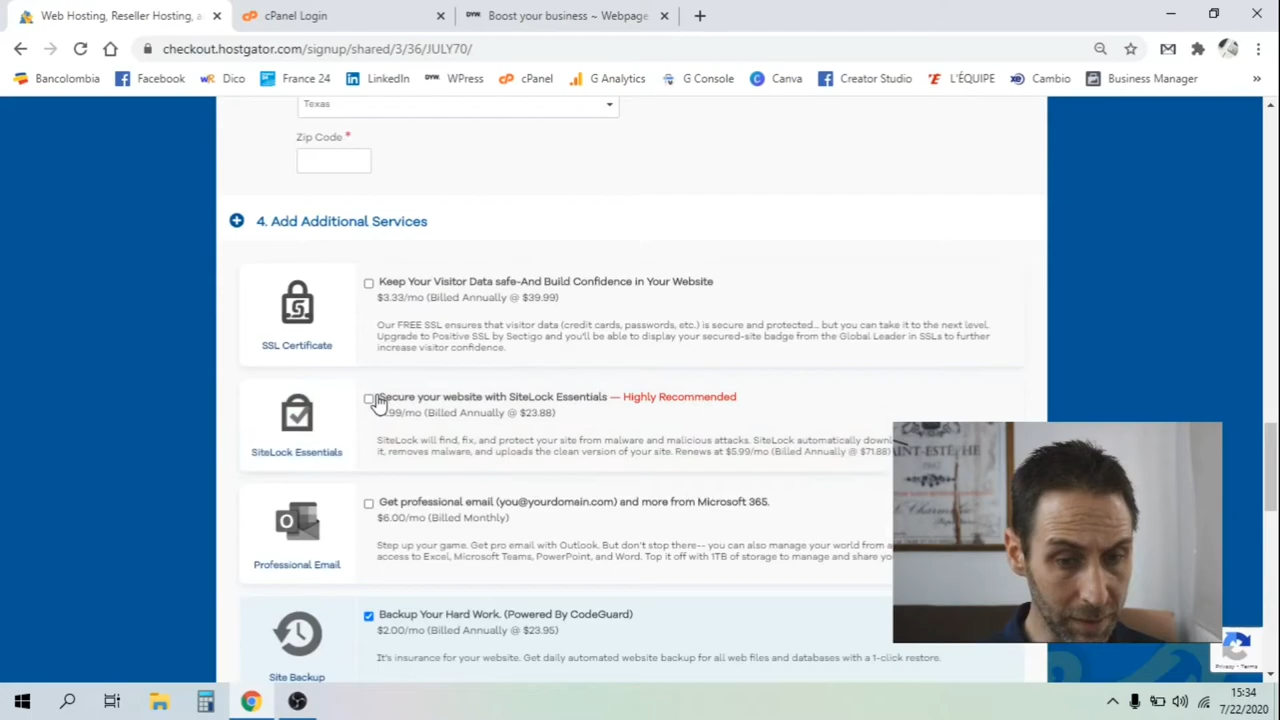 Web Hosting, Reseller Hosting, a
cPanel Login
DYW. Boost your business ~ Webpage
checkout.hostgator.com/signup/shared/3/36/JULY70/
Bancolombia
Facebook
wR Dico
France 24
LinkedIn
DYW. WPress
cPanel
G Analytics
G Console
Canva
Creator Studio
L'ÉQUIPE
Cambio
Business Manager
»
Texas
Zip Code *
4. Add Additional Services
Keep Your Visitor Data safe-And Build Confidence in Your Website
$3.33/mo (Billed Annually @ $39.99)
Our FREE SSL ensures that visitor data (credit cards, passwords, etc.) is secure and protected... but you can take it to the next level.
Upgrade to Positive SSL by Sectigo and you'll be able to display your secured-site badge from the Global Leader in SSLs to further
increase visitor confidence.
SSL Certificate
Secure your website with SiteLock Essentials — Highly Recommended
.99/mo (Billed Annually @ $23.88)
SiteLock will find, fix, and protect your site from malware and malicious attacks. SiteLock automatically downl
it, removes malware, and uploads the clean version of your site. Renews at $5.99/mo (Billed Annually @ $71.88)
SiteLock Essentials
Get professional email (you@yourdomain.com) and more from Microsoft 365.
$6.00/mo (Billed Monthly)
Step up your game. Get pro email with Outlook. But don't stop there-- you can also manage your world from a
access to Excel, Microsoft Teams, PowerPoint, and Word. Top it off with 1TB of storage to manage and share you
Professional Email
Backup Your Hard Work. (Powered By CodeGuard)
$2.00/mo (Billed Annually @ $23.95)
It's insurance for your website. Get daily automated website backup for all web files and databases with a 1-click restore.
Site Backup
SAINT-ESTÈPHE
Privacy - Terms
15:34
7/22/2020